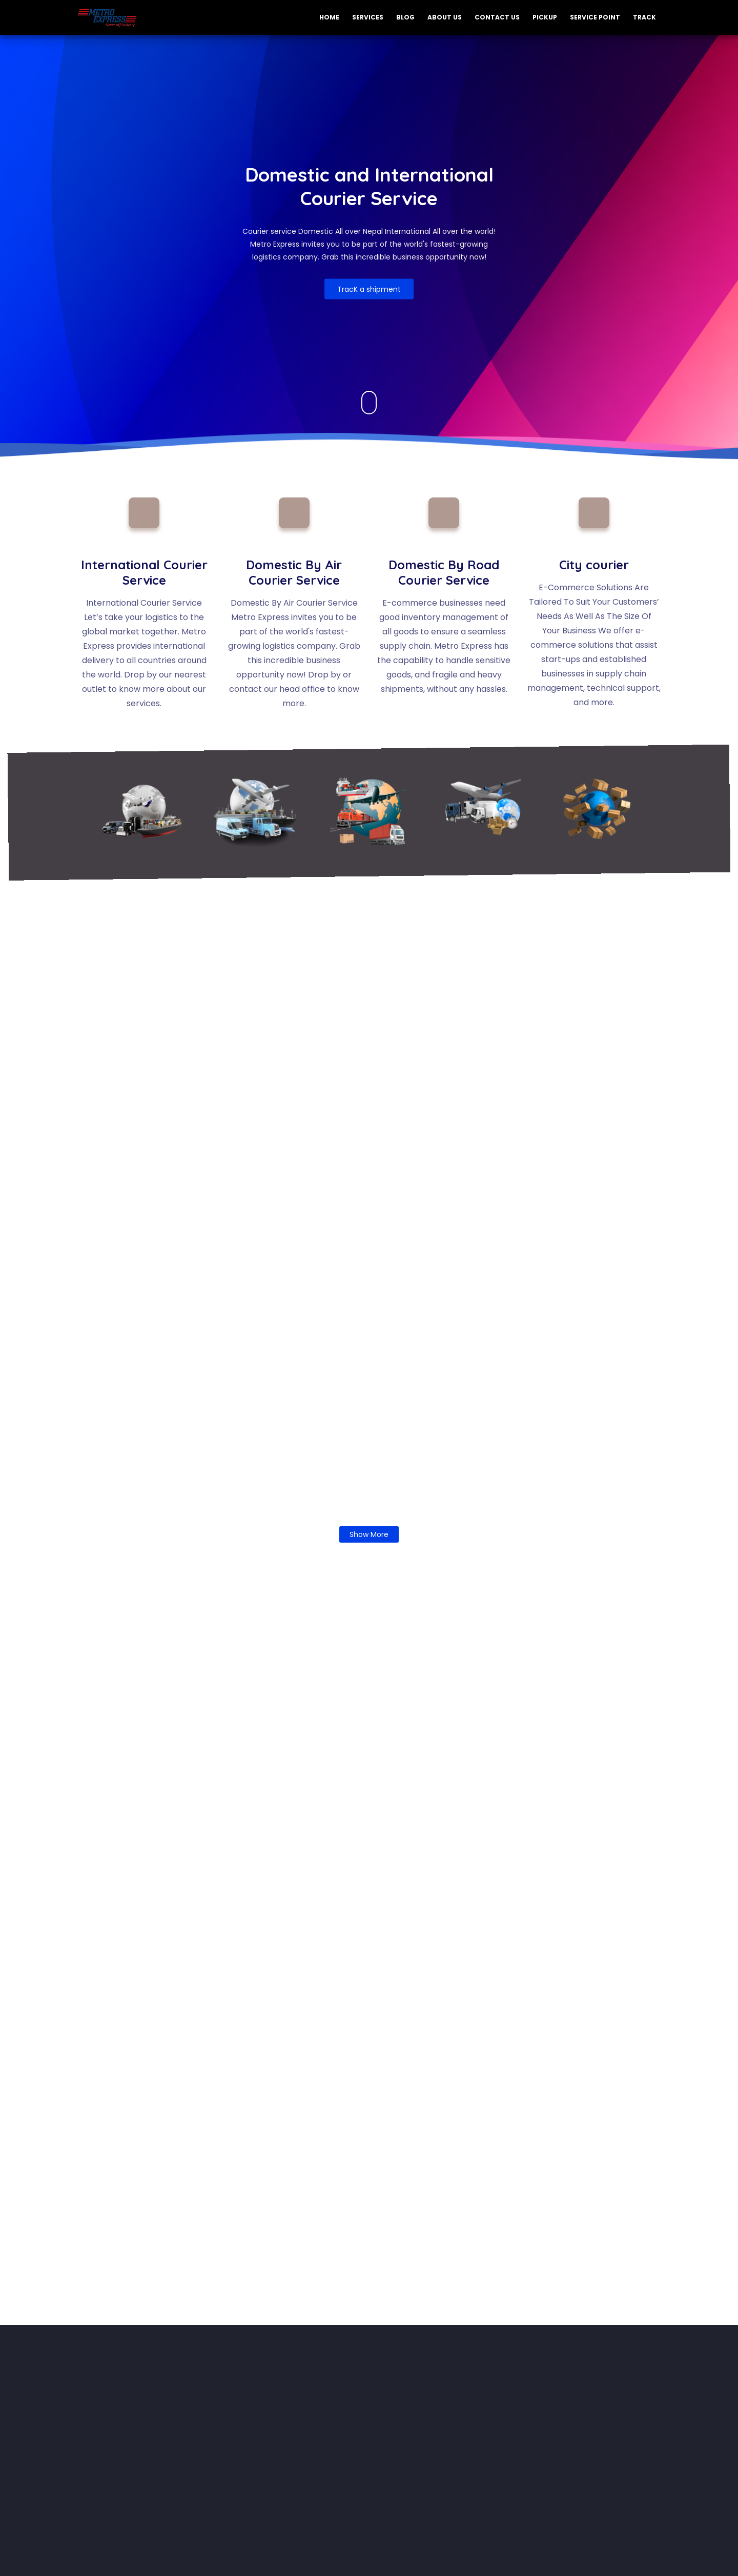 METRO
EXPRESS
HOME SERVICES BLOG ABOUT US CONTACT US PICKUP SERVICE POINT TRACK
Domestic and International
Courier Service
Courier service Domestic All over Nepal International All over the world!
Metro Express invites you to be part of the world's fastest-growing
logistics company. Grab this incredible business opportunity now!
TracK a shipment
International Courier
Service
International Courier Service
Let’s take your logistics to the
global market together. Metro
Express provides international
delivery to all countries around
the world. Drop by our nearest
outlet to know more about our
services.
Domestic By Air
Courier Service
Domestic By Air Courier Service
Metro Express invites you to be
part of the world's fastest-
growing logistics company. Grab
this incredible business
opportunity now! Drop by or
contact our head office to know
more.
Domestic By Road
Courier Service
E-commerce businesses need
good inventory management of
all goods to ensure a seamless
supply chain. Metro Express has
the capability to handle sensitive
goods, and fragile and heavy
shipments, without any hassles.
City courier
E-Commerce Solutions Are
Tailored To Suit Your Customers’
Needs As Well As The Size Of
Your Business We offer e-
commerce solutions that assist
start-ups and established
businesses in supply chain
management, technical support,
and more.
Show More